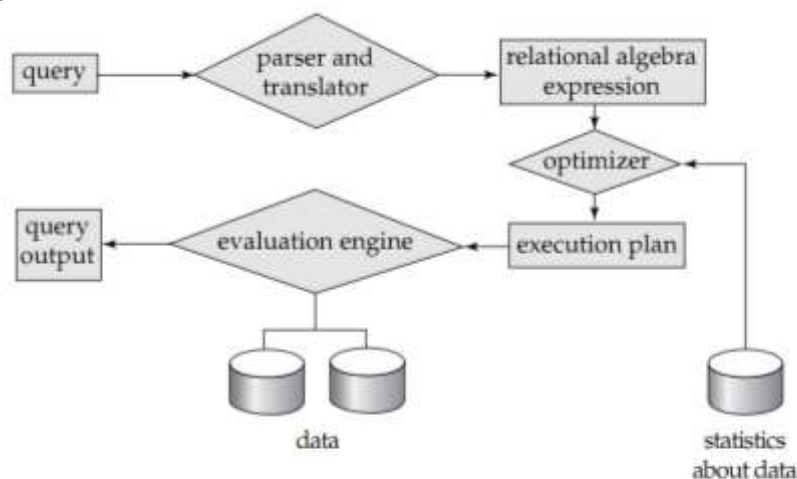 query
parser and
translator
relational algebra
expression
optimizer
query
output
evaluation engine
execution plan
data
statistics
about data